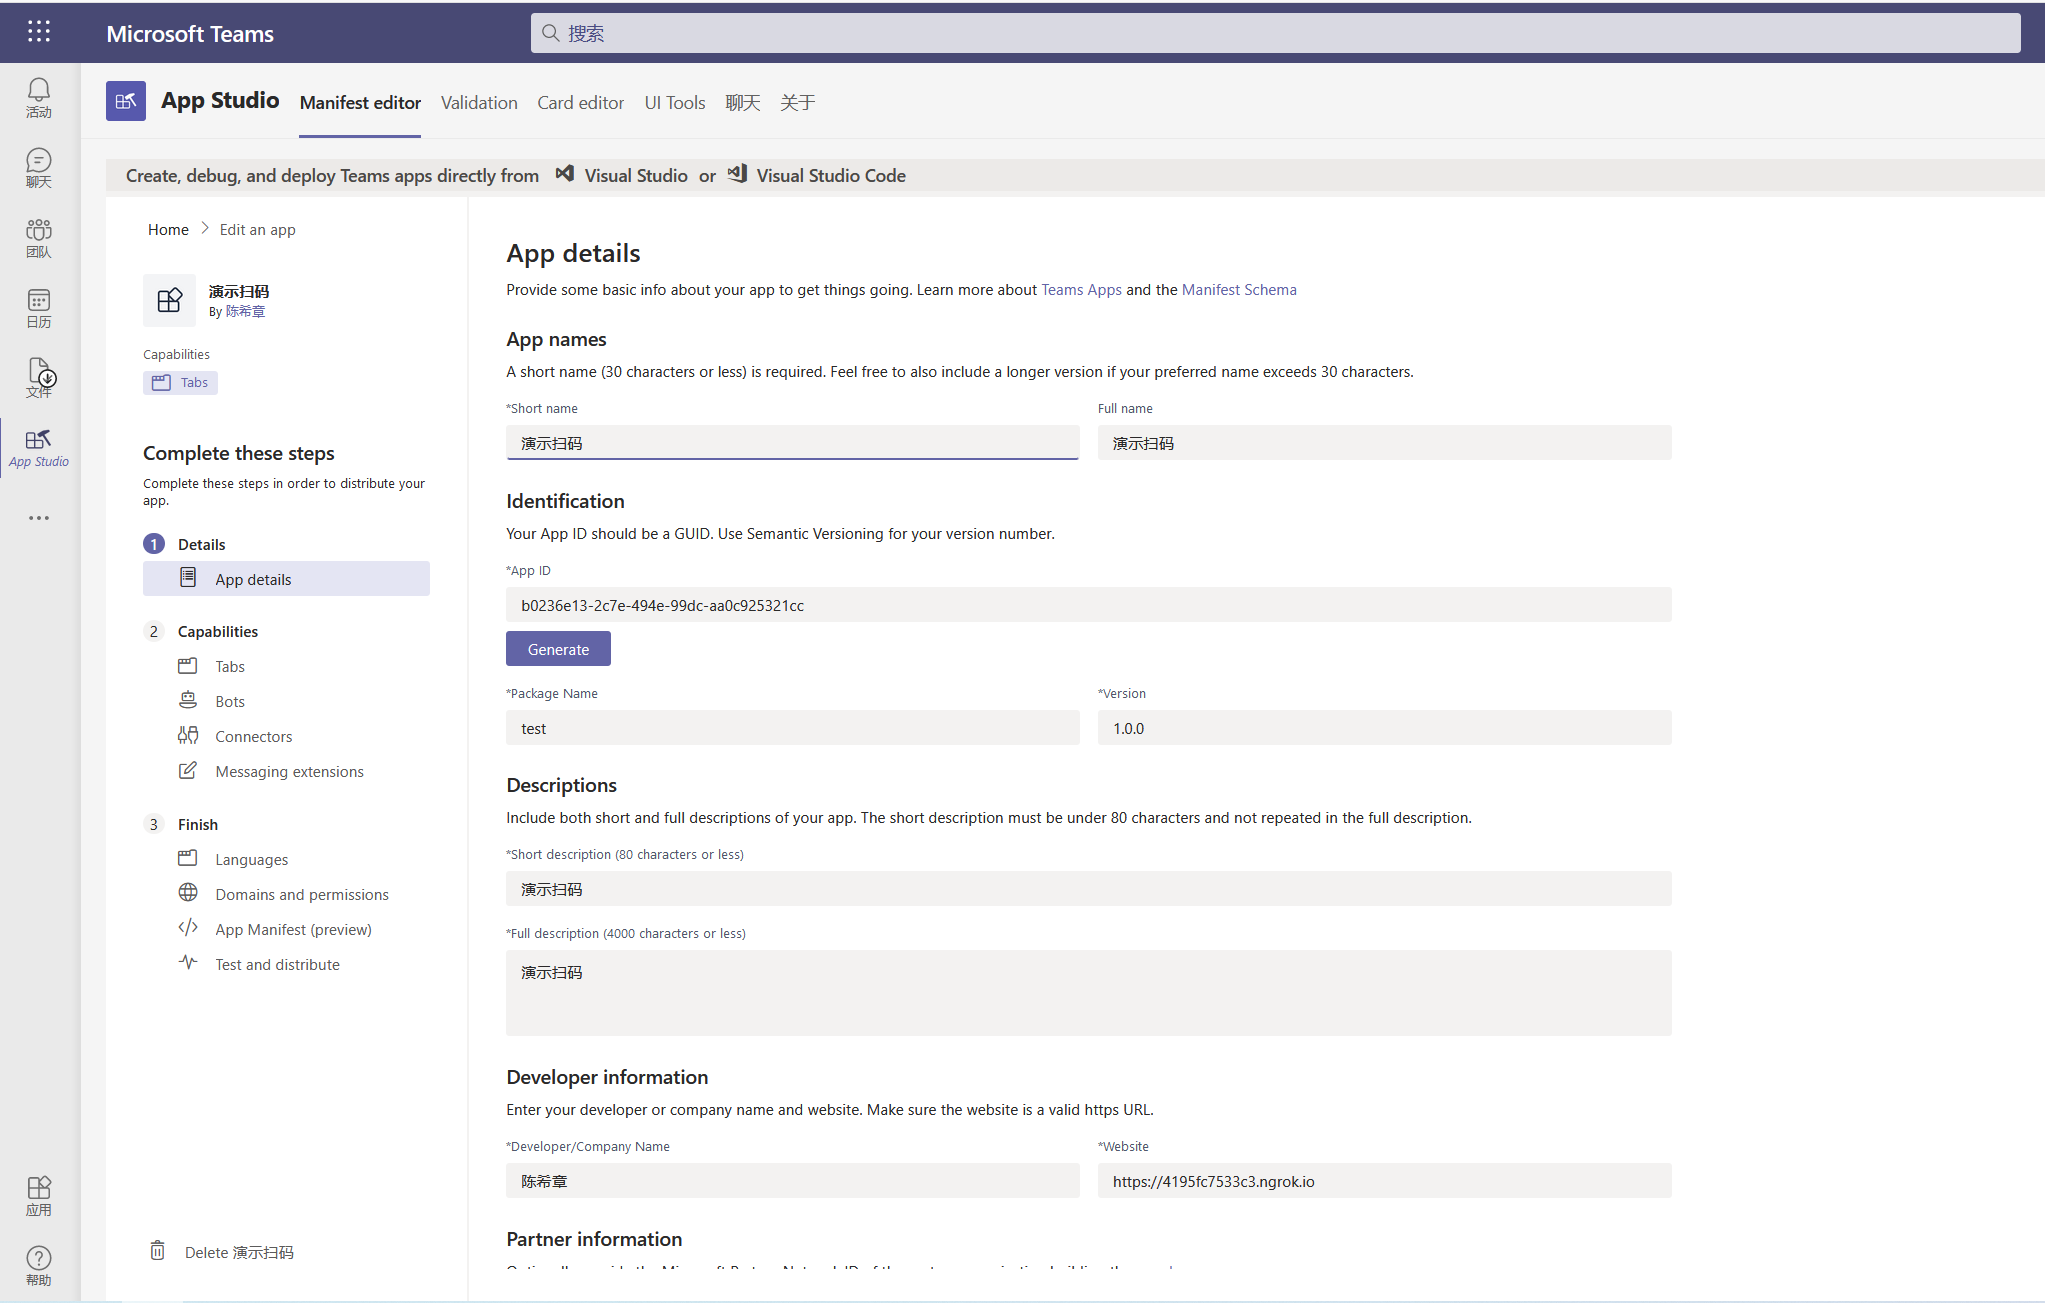 Microsoft Teams
搜索
活动
聊天
团队
日历
文件
App Studio
应用
帮助
App Studio
Manifest editor
Validation
Card editor
UI Tools
聊天
关于
Create, debug, and deploy Teams apps directly from Visual Studio or Visual Studio Code
Home
Edit an app
演示扫码
By 陈希章
Capabilities
Tabs
Complete these steps
Complete these steps in order to distribute your
app.
1 Details
App details
2 Capabilities
Tabs
Bots
Connectors
Messaging extensions
3 Finish
Languages
Domains and permissions
App Manifest (preview)
Test and distribute
Delete 演示扫码
App details
Provide some basic info about your app to get things going. Learn more about Teams Apps and the Manifest Schema
App names
A short name (30 characters or less) is required. Feel free to also include a longer version if your preferred name exceeds 30 characters.
*Short name
Full name
演示扫码
演示扫码
Identification
Your App ID should be a GUID. Use Semantic Versioning for your version number.
*App ID
b0236e13-2c7e-494e-99dc-aa0c925321cc
Generate
*Package Name
*Version
test
1.0.0
Descriptions
Include both short and full descriptions of your app. The short description must be under 80 characters and not repeated in the full description.
*Short description (80 characters or less)
演示扫码
*Full description (4000 characters or less)
演示扫码
Developer information
Enter your developer or company name and website. Make sure the website is a valid https URL.
*Developer/Company Name
*Website
陈希章
https://4195fc7533c3.ngrok.io
Partner information